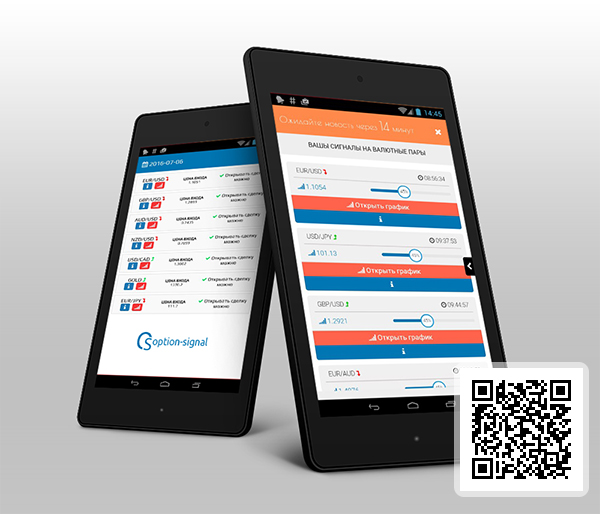 2016-07-06
EUR/USD
ЦЕНА ВХОДА
Открывать сделку
можно
GBP/USD
ЦЕНА ВХОДА
Открывать сделку
можно
AUD/USD
ЦЕНА ВХОДА
Открывать сделку
можно
NZD/USD
ЦЕНА ВХОДА
Открывать сделку
можно
USD/CAD
ЦЕНА ВХОДА
Открывать сделку
можно
GOLD
ЦЕНА ВХОДА
Открывать сделку
можно
EUR/JPY
ЦЕНА ВХОДА
Открывать сделку
можно
option-signal
14:45
Ожидайте новость через 14 минут
ВАШИ СИГНАЛЫ НА ВАЛЮТНЫЕ ПАРЫ
EUR/USD
08:56:34
1.1054
Открыть график
USD/JPY
09:37:53
101.13
Открыть график
GBP/USD
09:44:57
1.2921
Открыть график
EUR/AUD